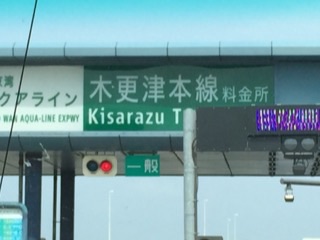 湾
クアライン
WAN AQUA-LINE EXPWY
木更津本線料金所
Kisarazu T
一般